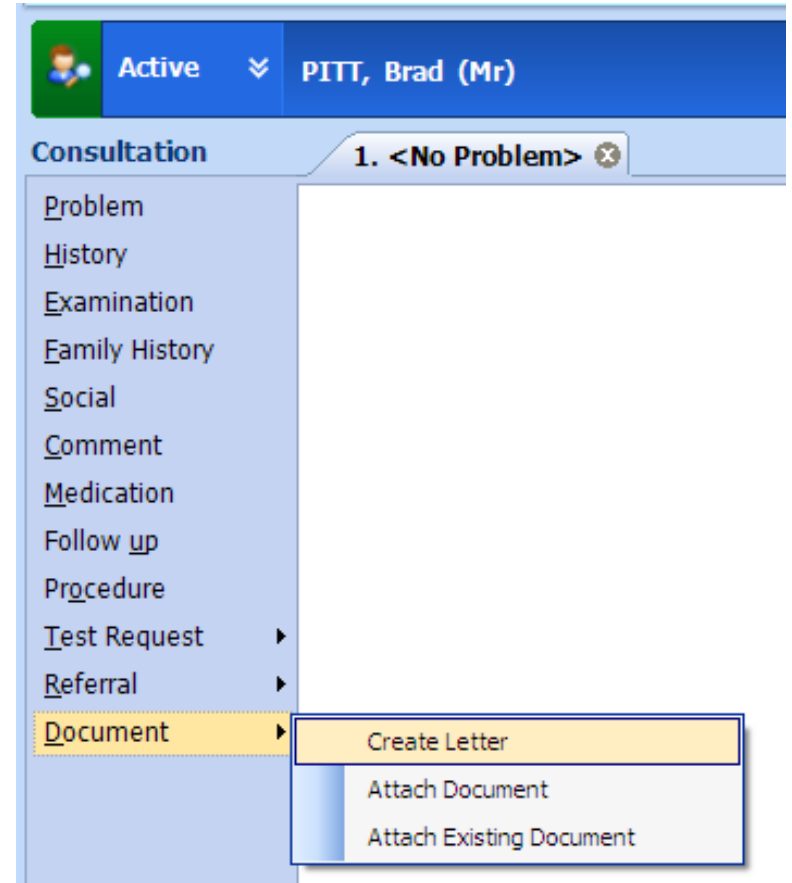 Active PITT, Brad (Mr)
Consultation 1. <No Problem>
Problem
History
Examination
Family History
Social
Comment
Medication
Follow up
Procedure
Test Request
Referral
Document
Create Letter
Attach Document
Attach Existing Document